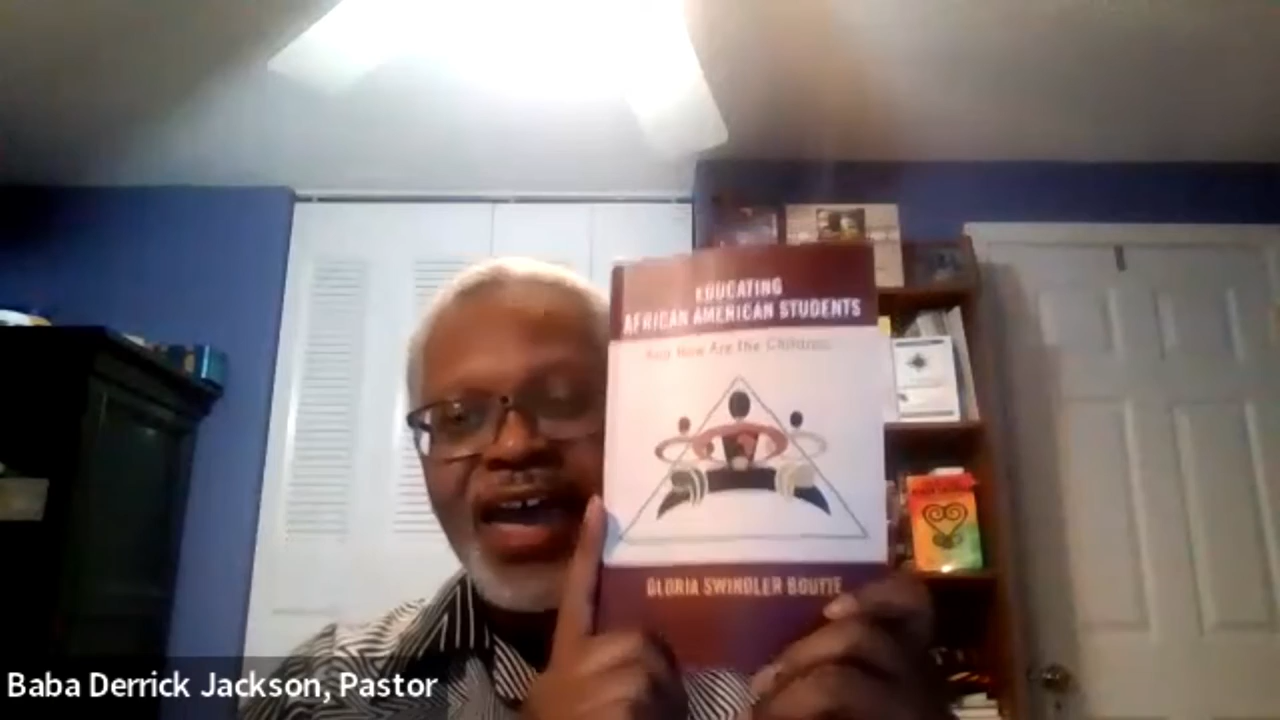 EDUCATING
AFRICAN AMERICAN STUDENTS
And How Are the Children
GLORIA SWINDLER BOUTTE
Baba Derrick Jackson, Pastor